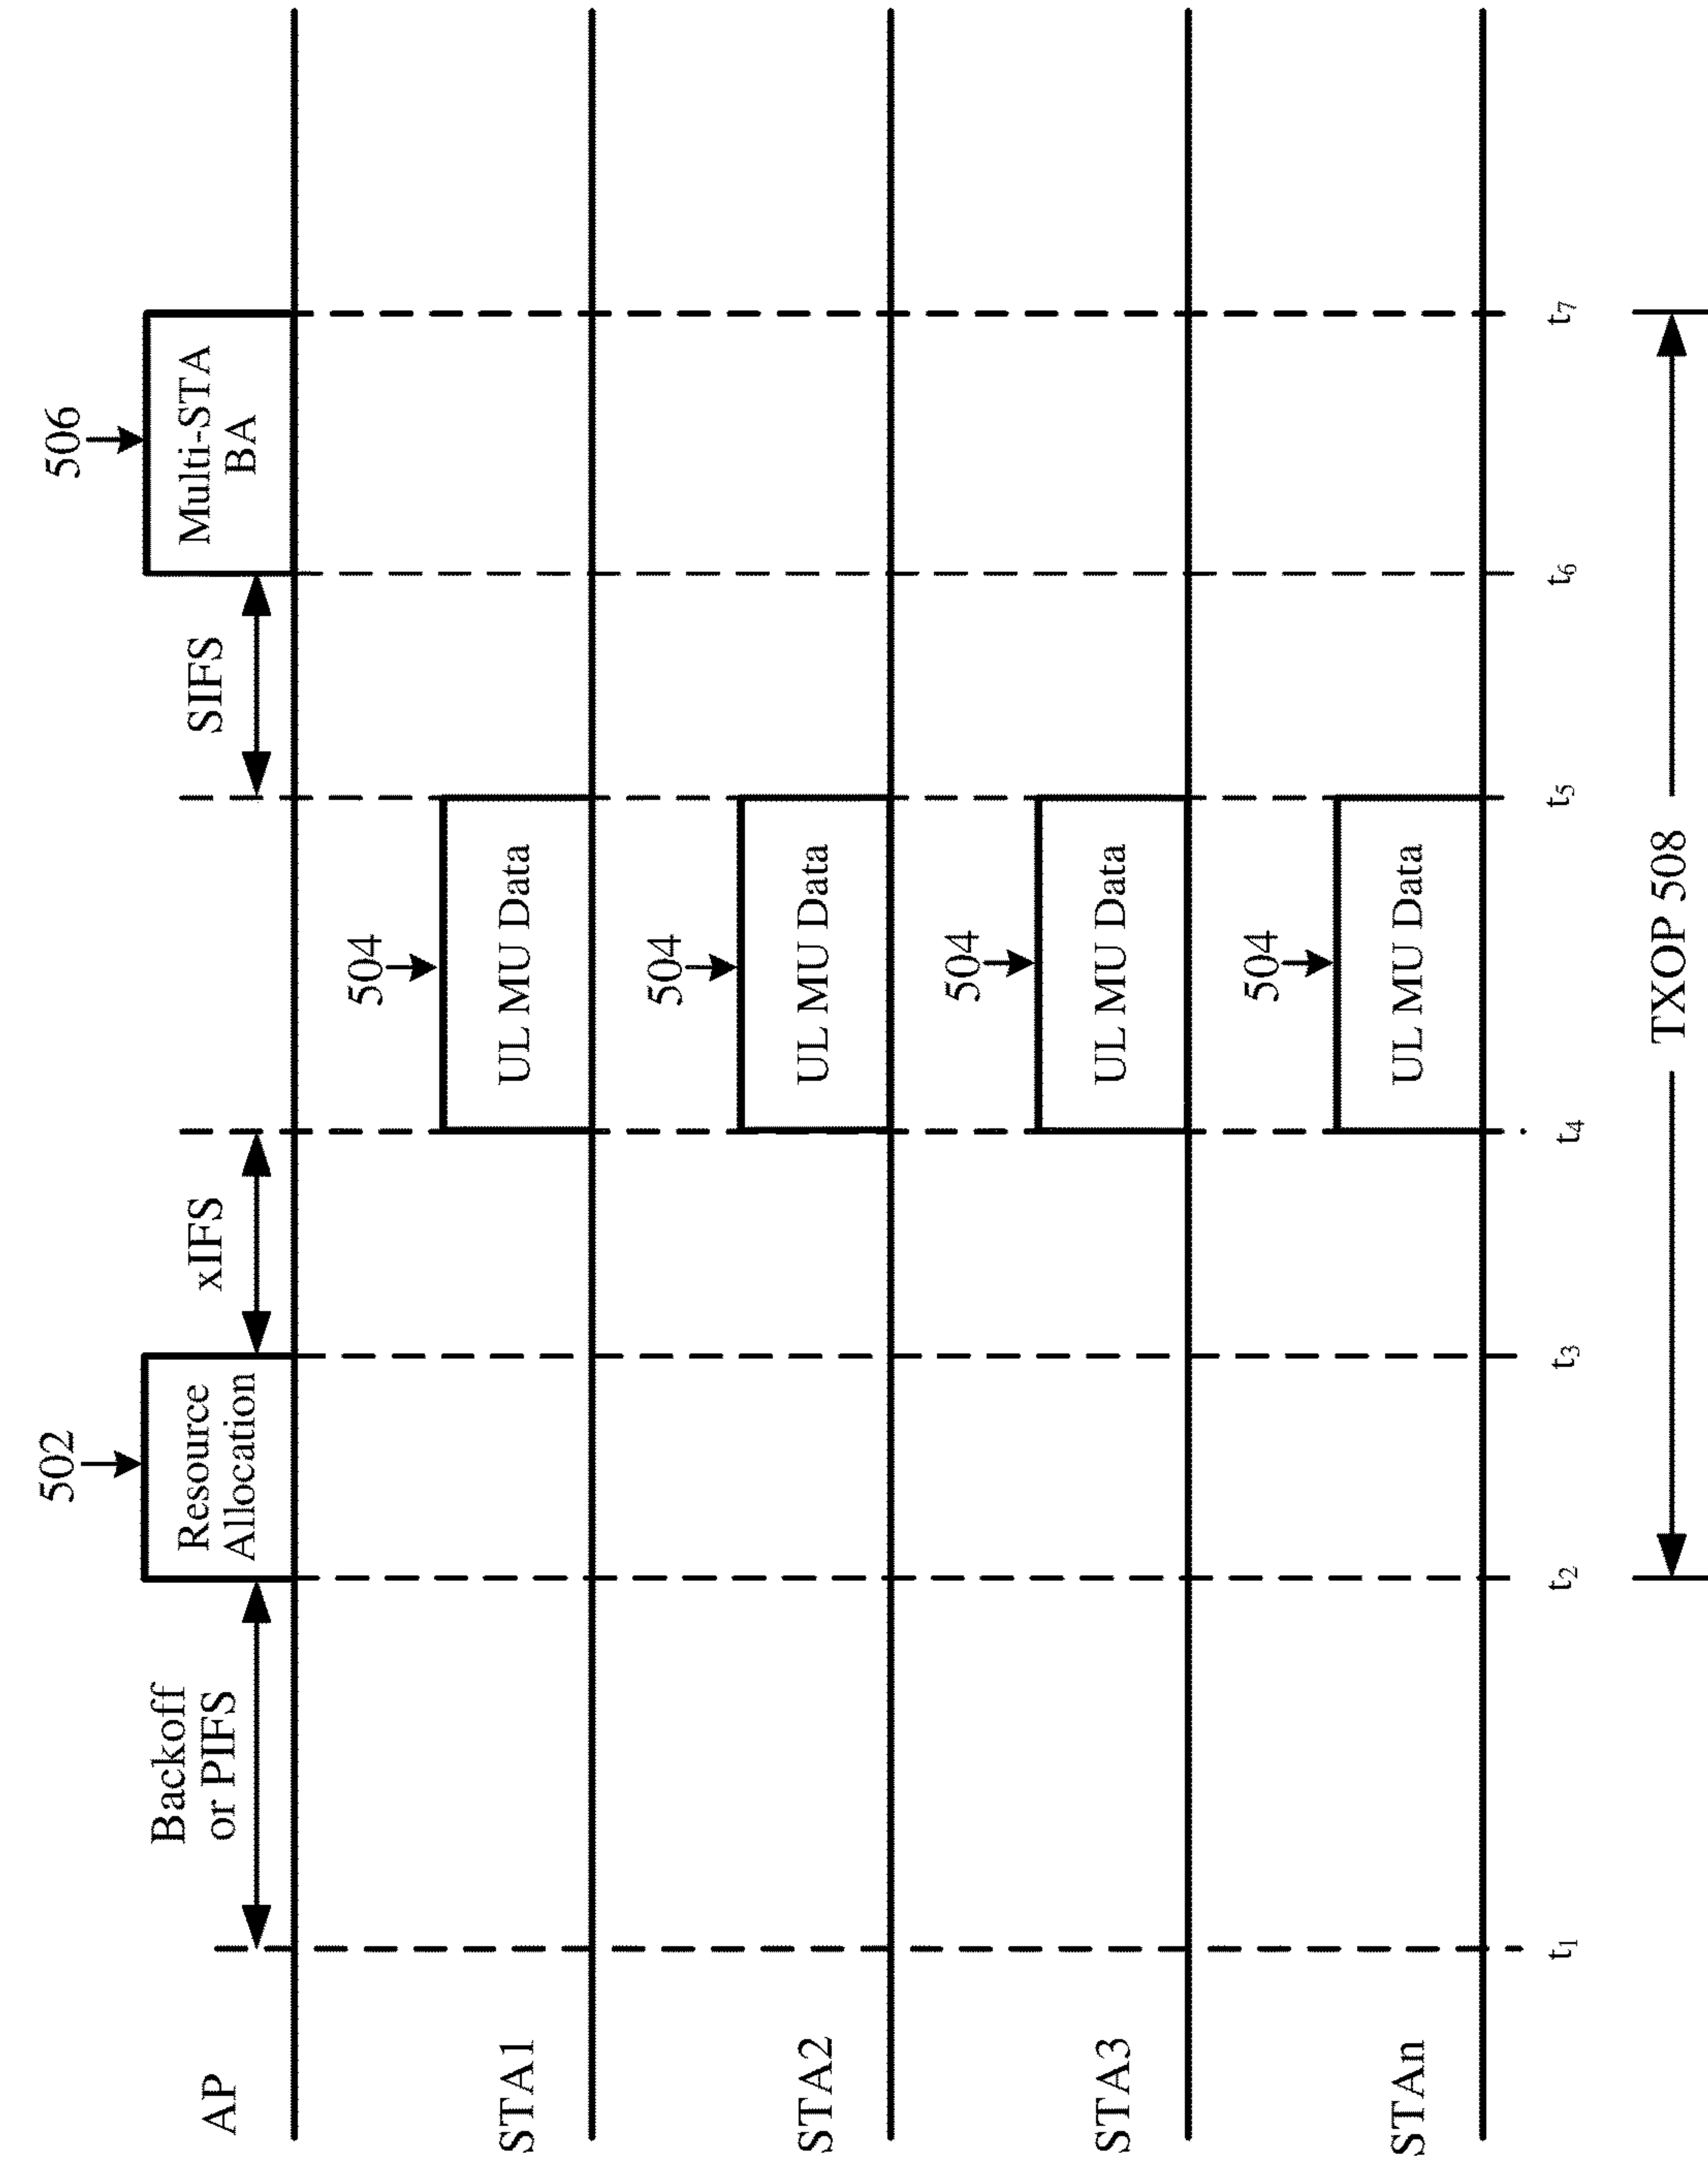 506
502
Multi-STA
BA
SIFS
xIFS
Resource
Allocation
Backoff
or PIFS
AP
504
UL MU Data
STA1
504
UL MU Data
STA2
504
UL MU Data
STA3
504
UL MU Data
STAn
t1
t2
t3
t4
t5
t6
t7
TXOP 508